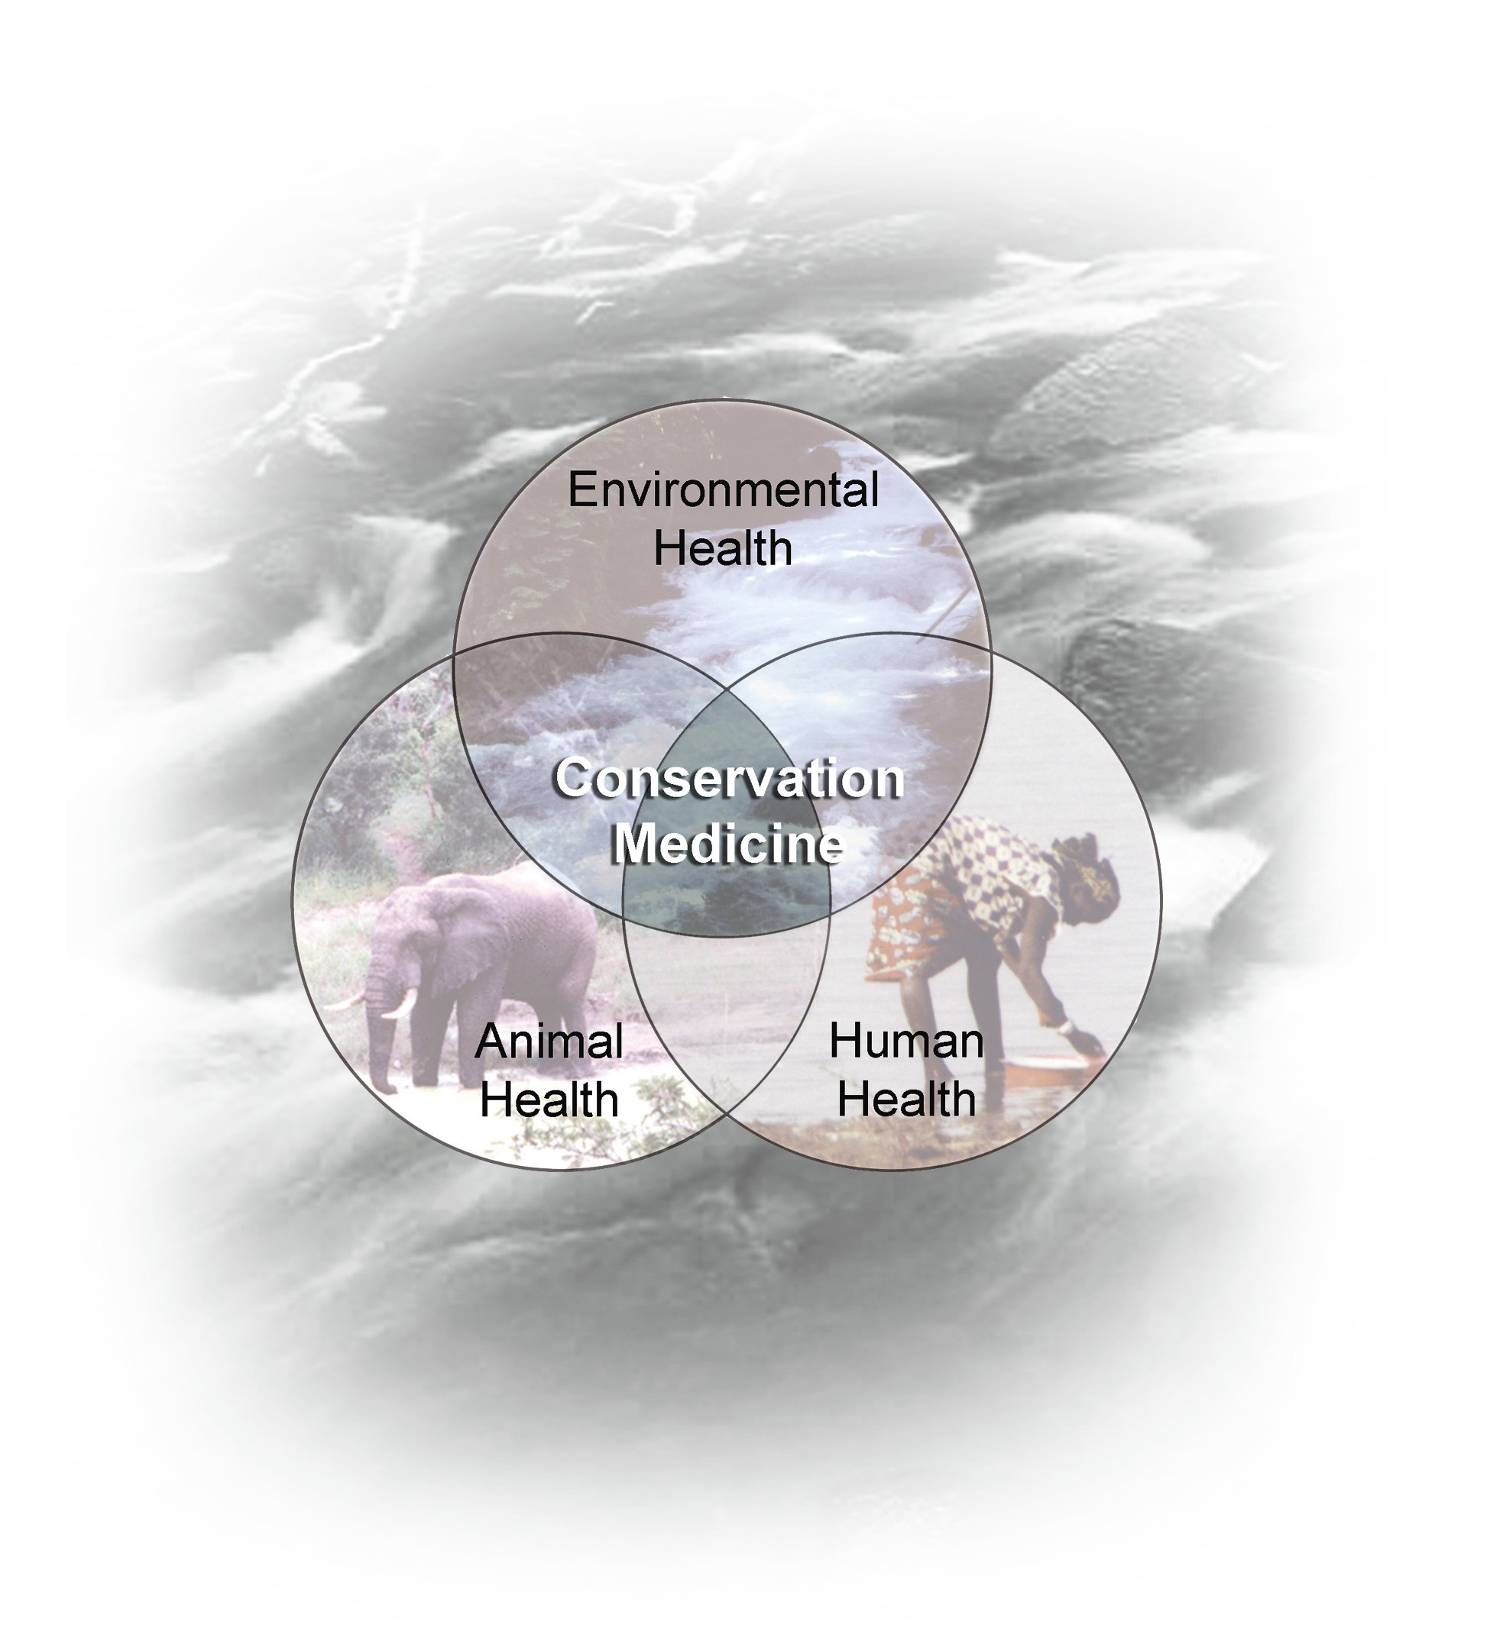 Environmental
Health
Conservation
Medicine
Animal
Health
Human
Health